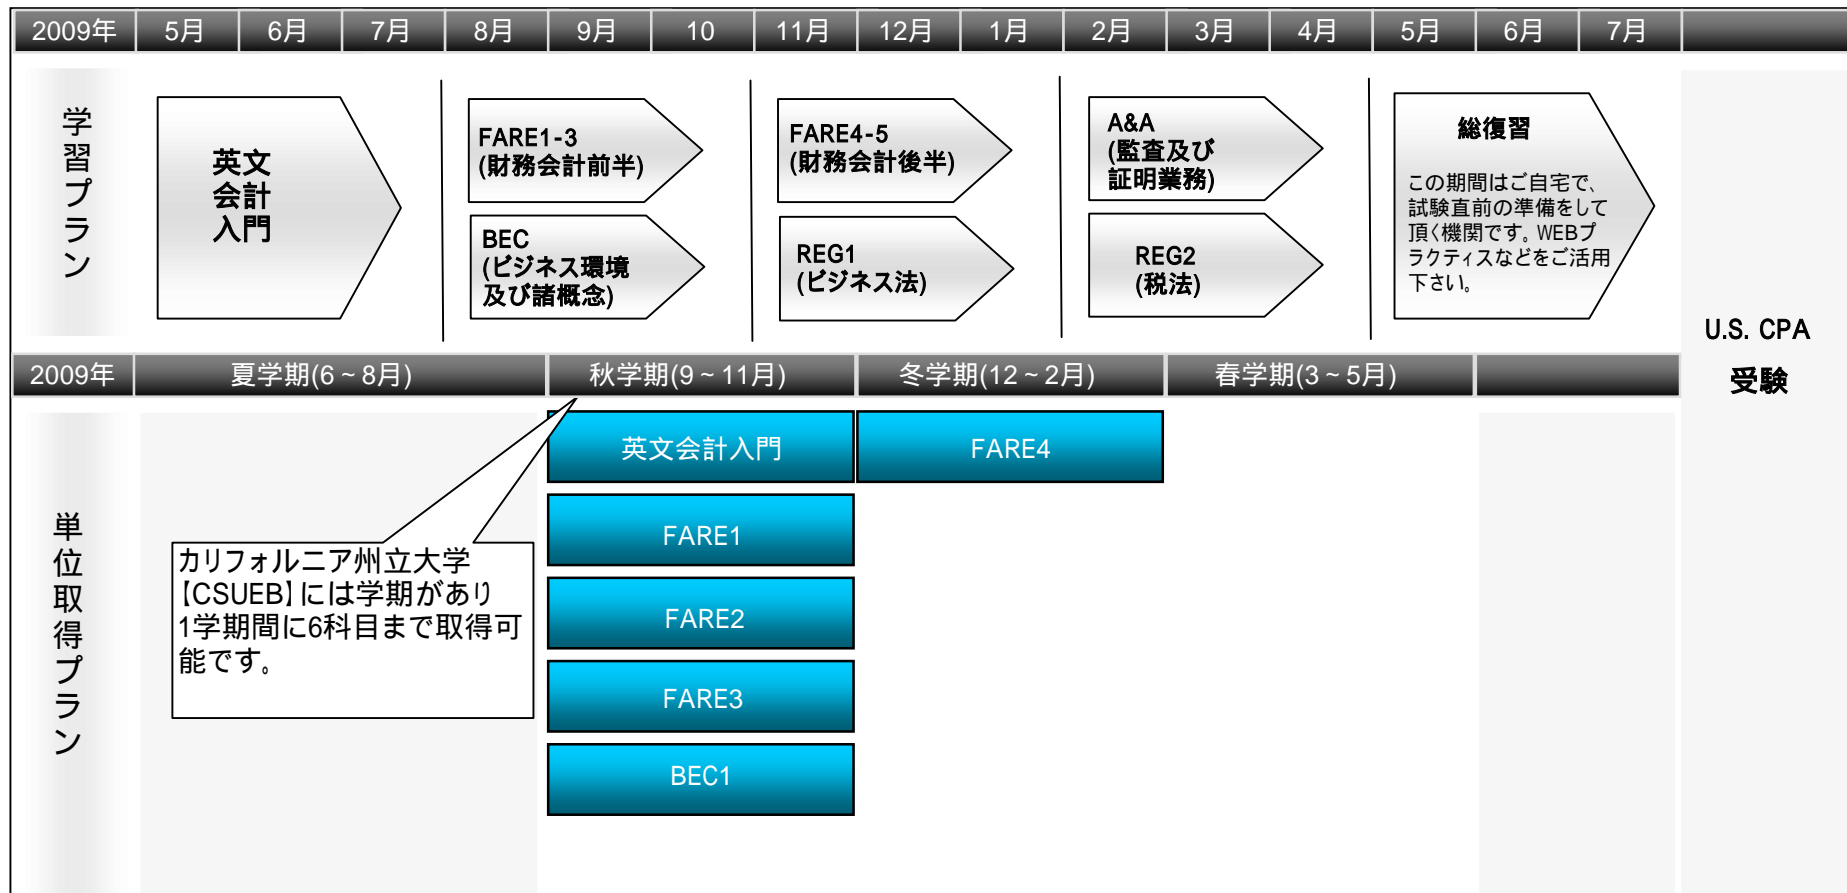 2009年 5月 6月 7月 8月 9月 10 11月 12月 1月 2月 3月 4月 5月 6月 7月
学習プラン
英文
会計
入門
FARE1-3
(財務会計前半)
BEC
(ビジネス環境
及び諸概念)
FARE4-5
(財務会計後半)
REG1
(ビジネス法)
A&A
(監査及び
証明業務)
REG2
(税法)
総復習
この期間はご自宅で、
試験直前の準備をして
頂く機関です。WEBプ
ラクティスなどをご活用
下さい。
U.S. CPA
受験
2009年 夏学期(6~8月) 秋学期(9~11月) 冬学期(12~2月) 春学期(3~5月)
単位取得プラン
カリフォルニア州立大学
【CSUEB】には学期があり
1学期間に6科目まで取得可
能です。
英文会計入門
FARE4
FARE1
FARE2
FARE3
BEC1